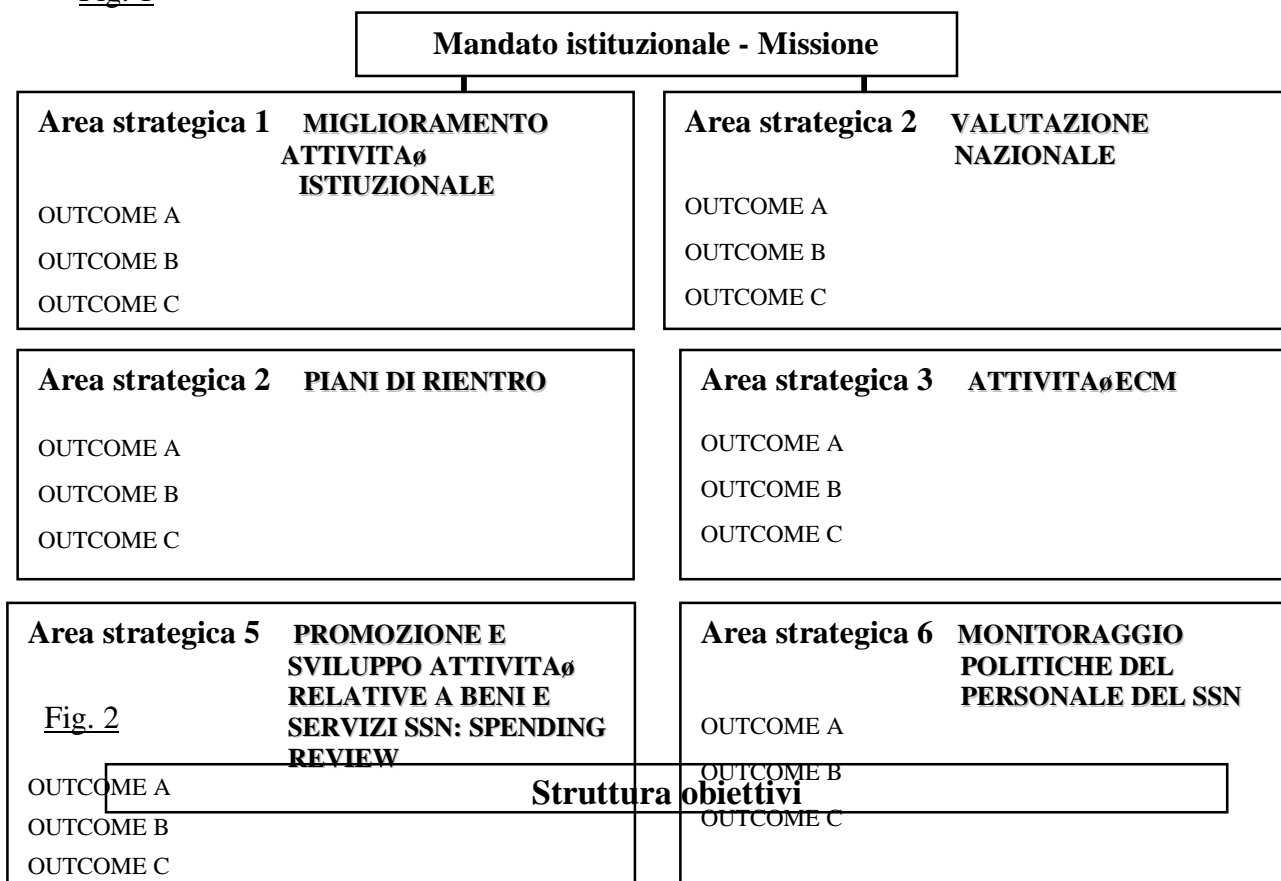 Fig. 1
Mandato istituzionale - Missione
Area strategica 1 MIGLIORAMENTO
ATTIVITAø
ISTIUZIONALE
OUTCOME A
OUTCOME B
OUTCOME C
Area strategica 2 VALUTAZIONE
NAZIONALE
OUTCOME A
OUTCOME B
OUTCOME C
Area strategica 2 PIANI DI RIENTRO
OUTCOME A
OUTCOME B
OUTCOME C
Area strategica 3 ATTIVITAøECM
OUTCOME A
OUTCOME B
OUTCOME C
Area strategica 5 PROMOZIONE E
SVILUPPO ATTIVITAø
RELATIVE A BENI E
SERVIZI SSN: SPENDING
REVIEW
Fig. 2
OUTCOME A
OUTCOME B
OUTCOME C
Area strategica 6 MONITORAGGIO
POLITICHE DEL
PERSONALE DEL SSN
OUTCOME A
OUTCOME B
OUTCOME C
Struttura obiettivi